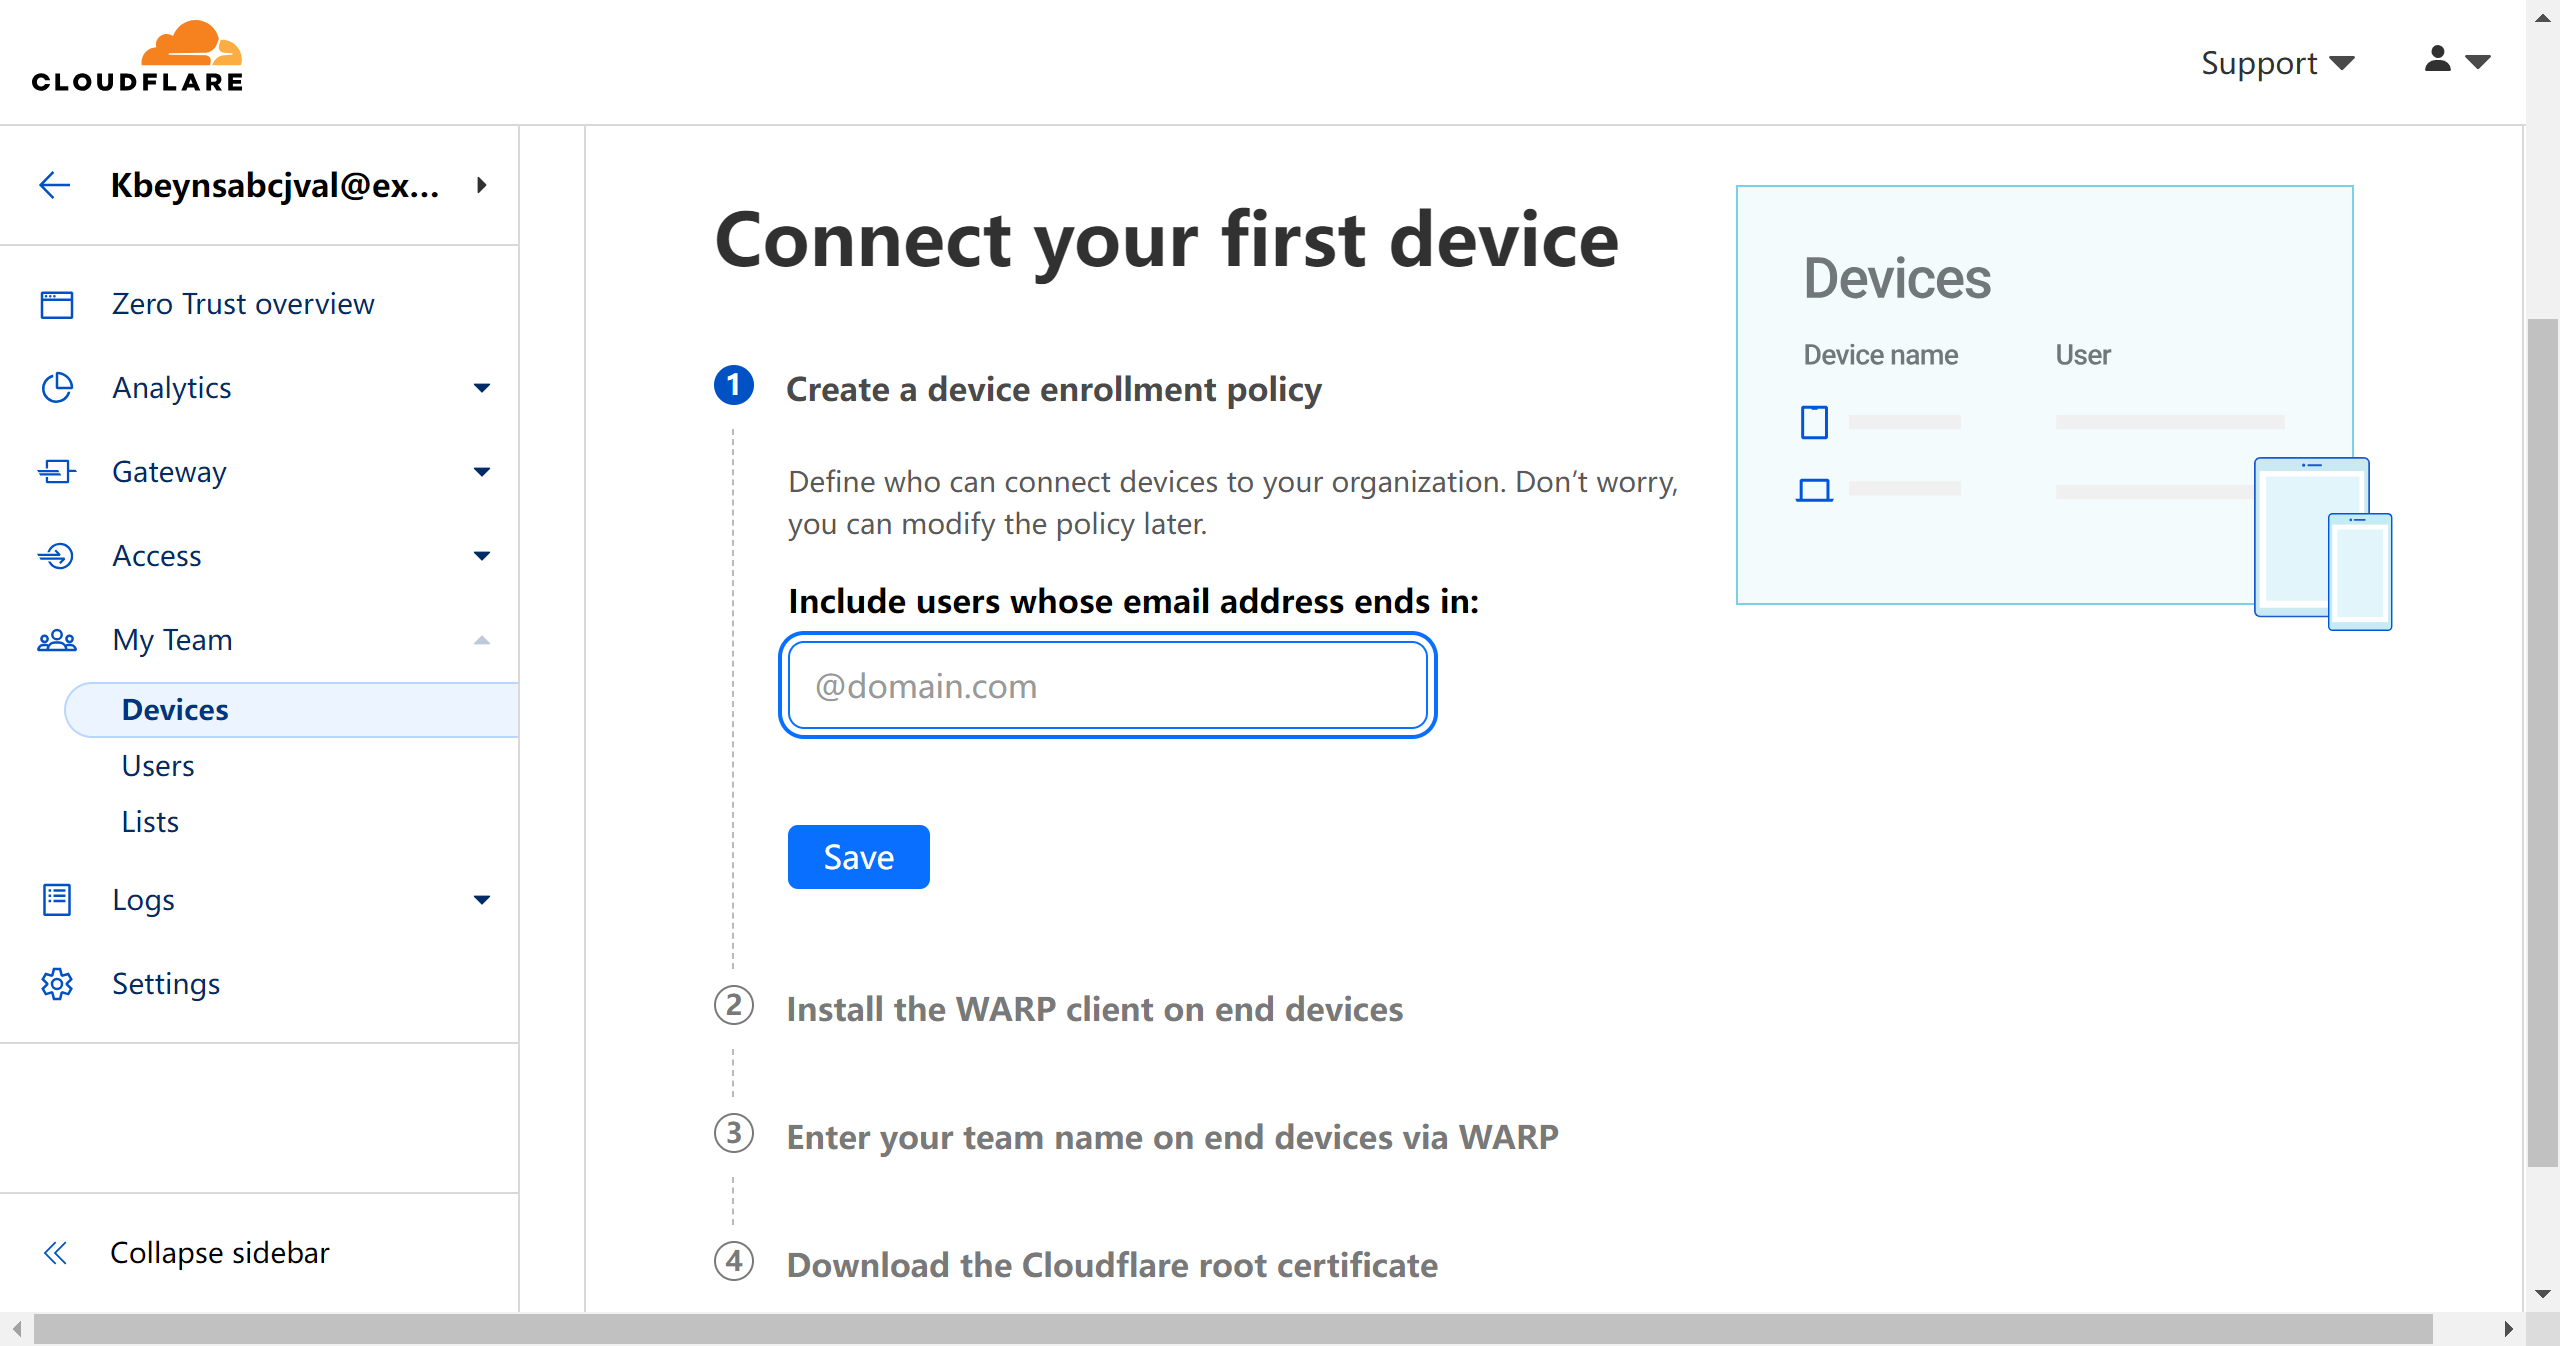 CLOUDFLARE
Support
Kbeynsabcjval@ex...
Zero Trust overview
Analytics
Gateway
Access
My Team
Devices
Users
Lists
Logs
Settings
Collapse sidebar
Connect your first device
1 Create a device enrollment policy
Define who can connect devices to your organization. Don’t worry,
you can modify the policy later.
Include users whose email address ends in:
@domain.com
Save
2 Install the WARP client on end devices
3 Enter your team name on end devices via WARP
4 Download the Cloudflare root certificate
Devices
Device name User